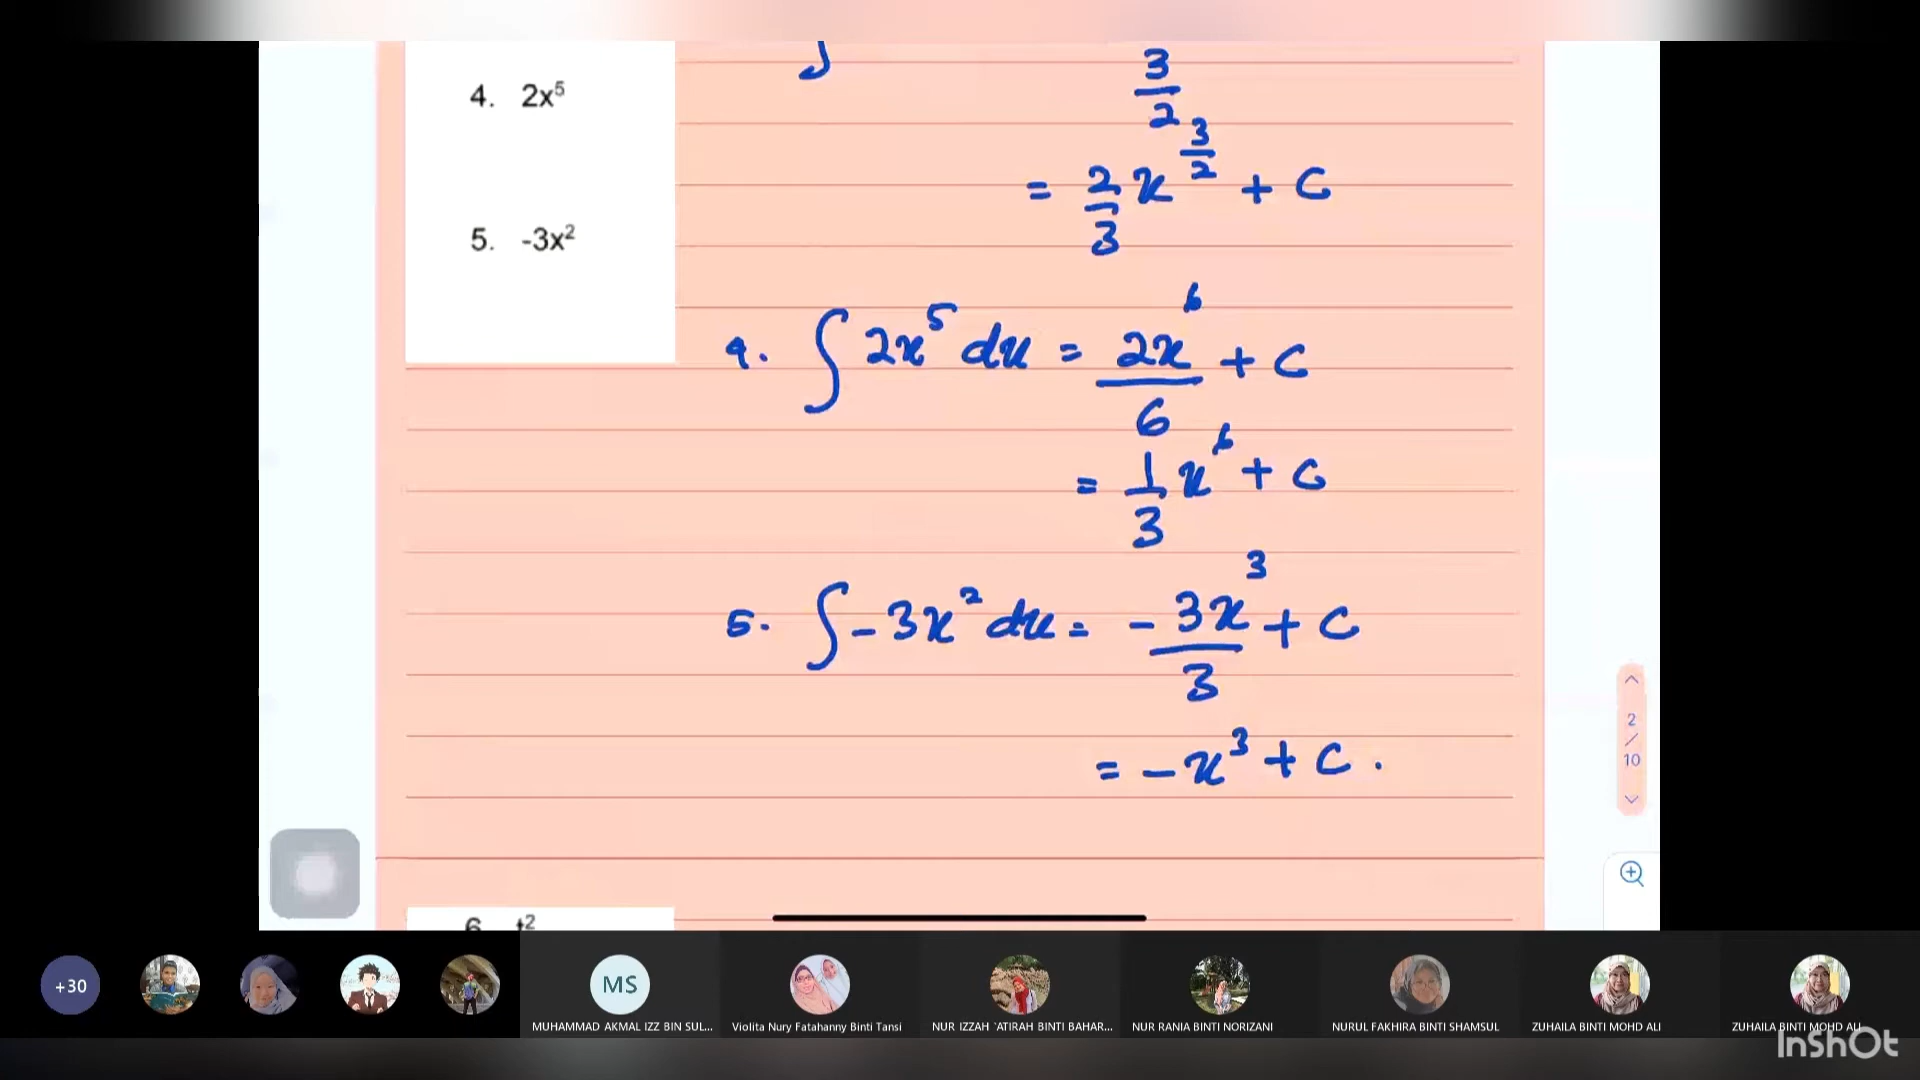 4. 2x⁵
5. -3x²
∫ 3/2
= 2/3 x^(3/2) + c
4. ∫ 2x⁵ dx = 2x⁶/6 + c
= 1/3 x⁶ + c
5. ∫ -3x² dx = -3x³/3 + c
= -x³ + c.
2
/
10
6. t²
+30
MS
MUHAMMAD AKMAL IZZ BIN SUL...
Violita Nury Fatahanny Binti Tansi
NUR IZZAH `ATIRAH BINTI BAHAR...
NUR RANIA BINTI NORIZANI
NURUL FAKHIRA BINTI SHAMSUL
ZUHAILA BINTI MOHD ALI
ZUHAILA BINTI MOHD ALI
InShOt